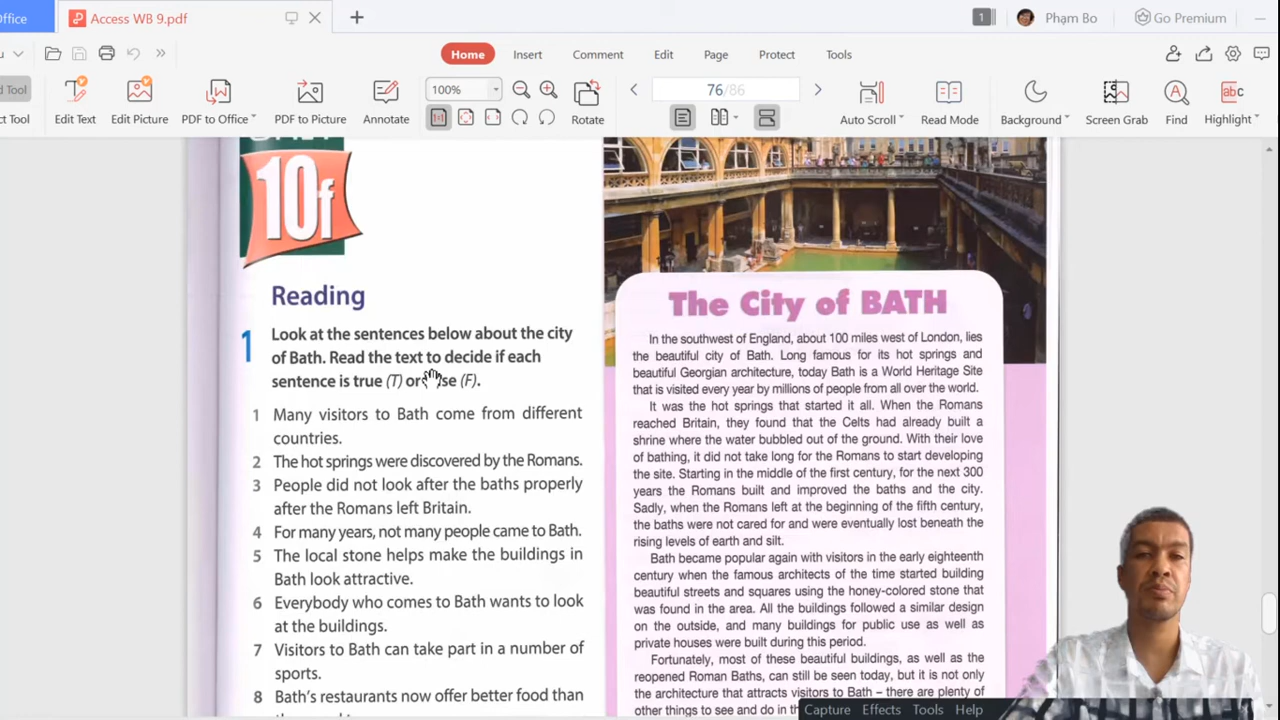 Office
Access WB 9.pdf
1
Phạm Bo
Go Premium
Home
Insert
Comment
Edit
Page
Protect
Tools
Tool
Edit Text
Edit Picture
PDF to Office
PDF to Picture
Annotate
100%
Rotate
76/86
Auto Scroll
Read Mode
Background
Screen Grab
Find
abc
Highlight
10f
Reading
1 Look at the sentences below about the city
of Bath. Read the text to decide if each
sentence is true (T) or (F).
1 Many visitors to Bath come from different
countries.
2 The hot springs were discovered by the Romans.
3 People did not look after the baths properly
after the Romans left Britain.
4 For many years, not many people came to Bath.
5 The local stone helps make the buildings in
Bath look attractive.
6 Everybody who comes to Bath wants to look
at the buildings.
7 Visitors to Bath can take part in a number of
sports.
8 Bath's restaurants now offer better food than
The City of BATH
In the southwest of England, about 100 miles west of London, lies
the beautiful city of Bath. Long famous for its hot springs and
beautiful Georgian architecture, today Bath is a World Heritage Site
that is visited every year by millions of people from all over the world.
It was the hot springs that started it all. When the Romans
reached Britain, they found that the Celts had already built a
shrine where the water bubbled out of the ground. With their love
of bathing, it did not take long for the Romans to start developing
the site. Starting in the middle of the first century, for the next 300
years the Romans built and improved the baths and the city.
Sadly, when the Romans left at the beginning of the fifth century,
the baths were not cared for and were eventually lost beneath the
rising levels of earth and silt.
Bath became popular again with visitors in the early eighteenth
century when the famous architects of the time started building
beautiful streets and squares using the honey-colored stone that
was found in the area. All the buildings followed a similar design
on the outside, and many buildings for public use as well as
private houses were built during this period.
Fortunately, most of these beautiful buildings, as well as the
reopened Roman Baths, can still be seen today, but it is not only
the architecture that attracts visitors to Bath – there are plenty of
other things to see and do in th
Capture Effects Tools Help